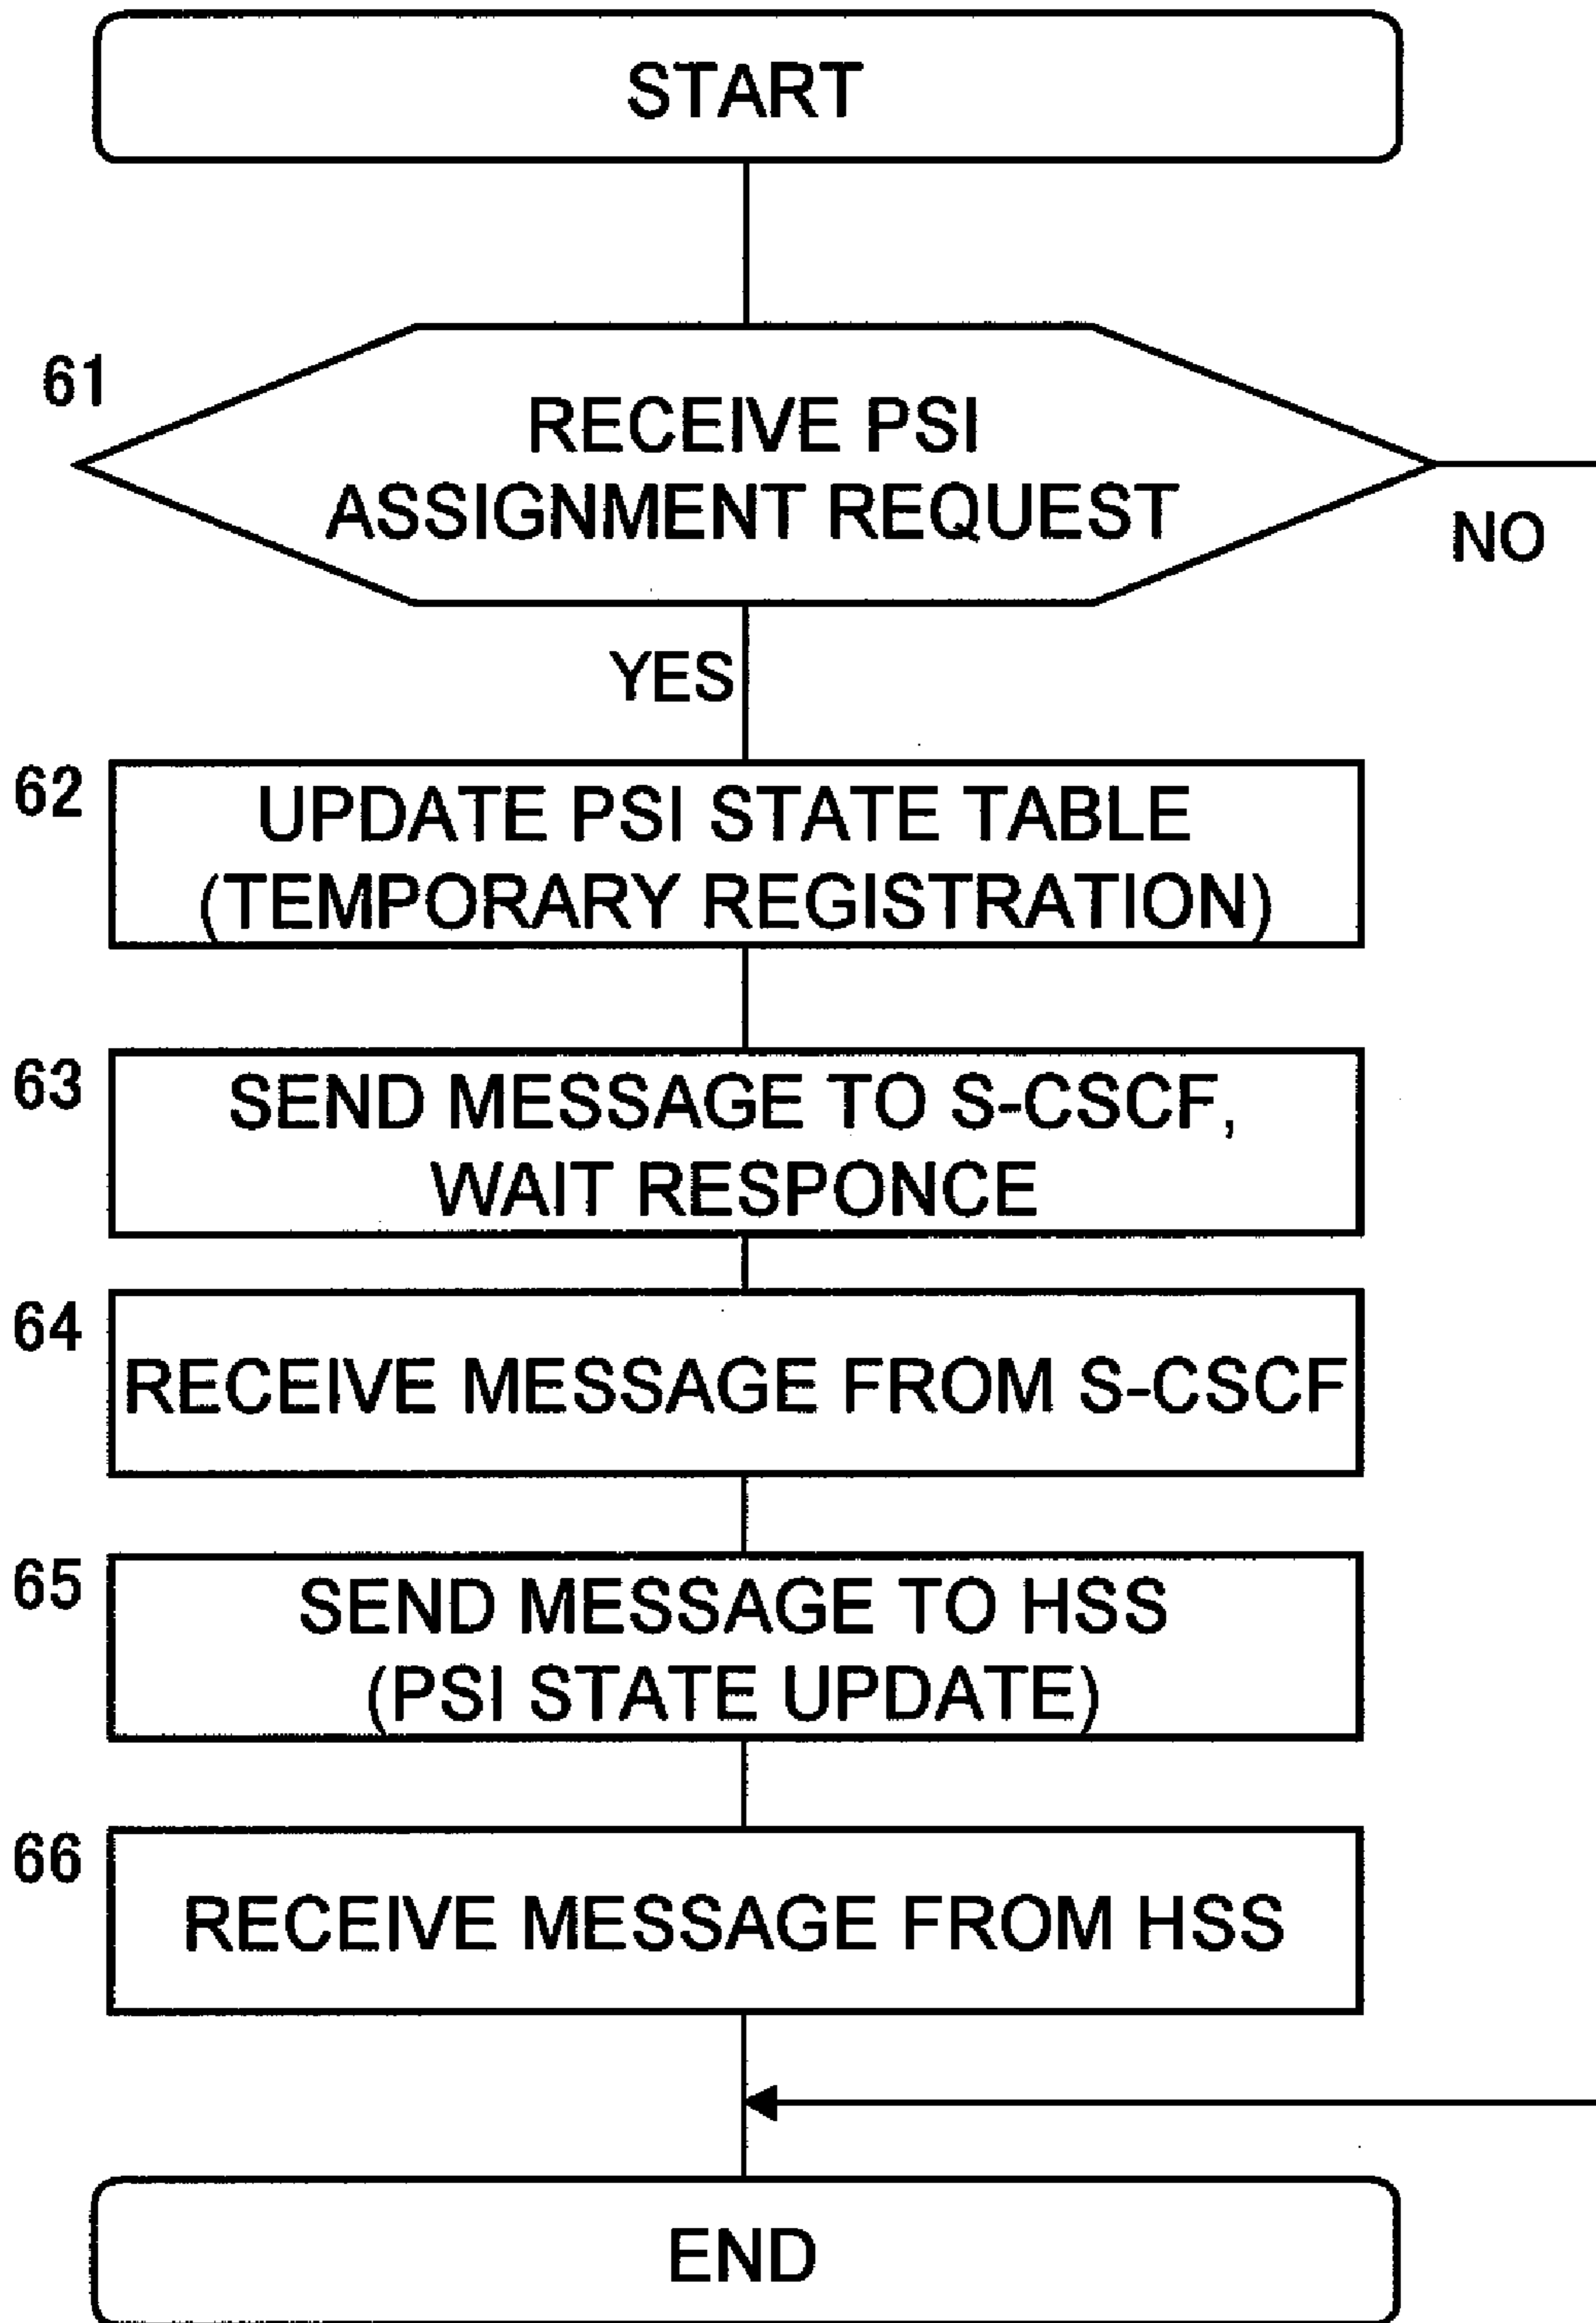 START
61
RECEIVE PSI
ASSIGNMENT REQUEST
NO
YES
62
UPDATE PSI STATE TABLE
(TEMPORARY REGISTRATION)
63
SEND MESSAGE TO S-CSCF,
WAIT RESPONCE
64
RECEIVE MESSAGE FROM S-CSCF
65
SEND MESSAGE TO HSS
(PSI STATE UPDATE)
66
RECEIVE MESSAGE FROM HSS
END